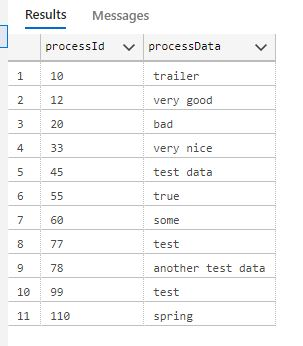 Results Messages
processId processData
1 10 trailer
2 12 very good
3 20 bad
4 33 very nice
5 45 test data
6 55 true
7 60 some
8 77 test
9 78 another test data
10 99 test
11 110 spring